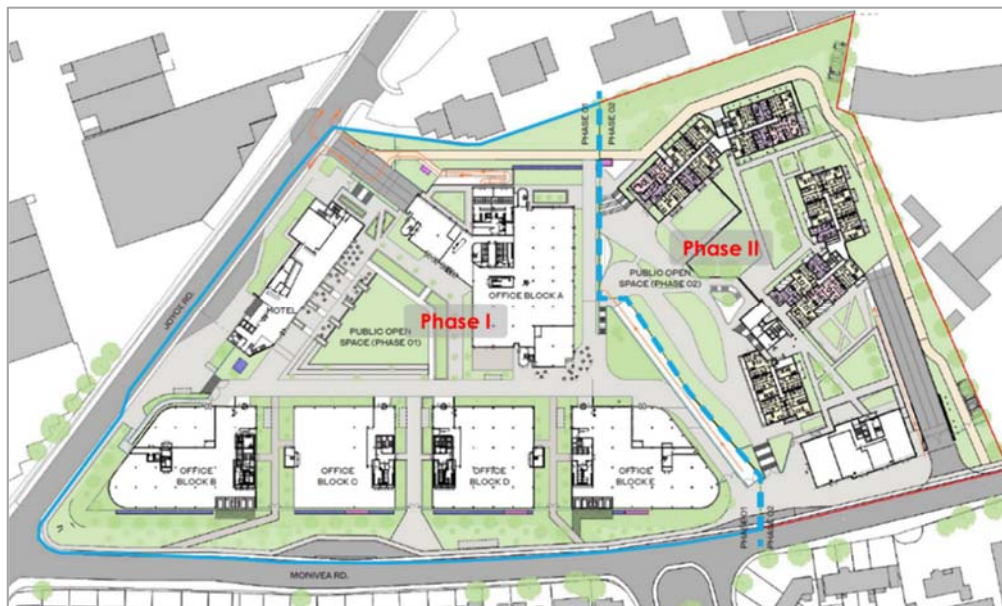 PHASE 01
PHASE 02
JOYCE RD.
HOTEL
PUBLIC OPEN
SPACE (PHASE 01)
OFFICE BLOCK A
Phase I
Phase II
PUBLIC OPEN
SPACE (PHASE 02)
OFFICE
BLOCK B
OFFICE
BLOCK C
OFFICE
BLOCK D
OFFICE
BLOCK E
PHASE 01
PHASE 02
MONIVEA RD.